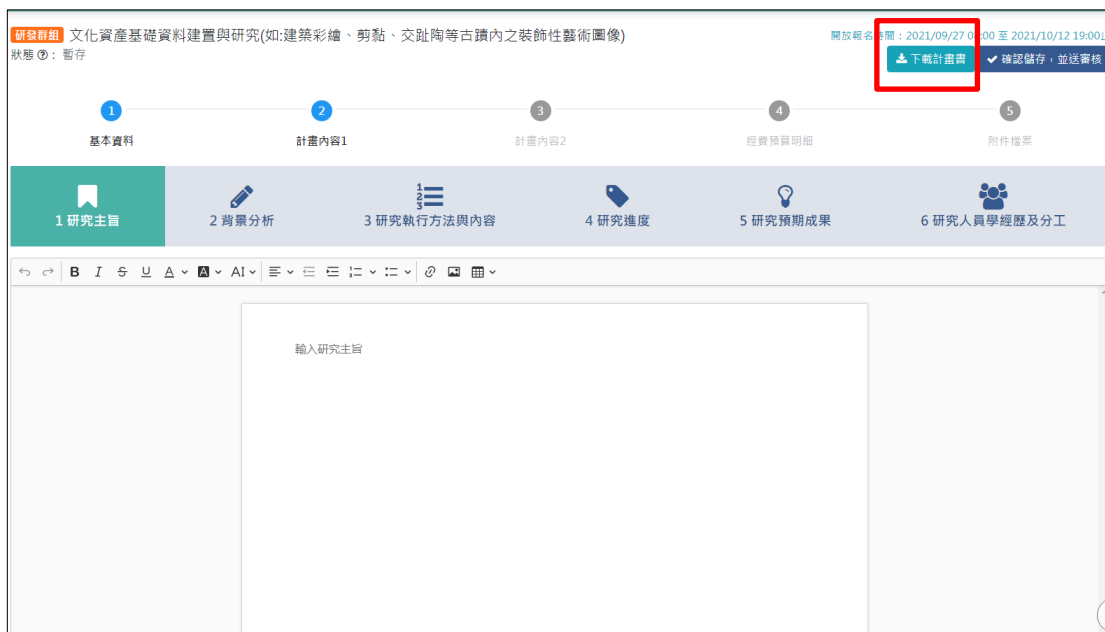 研發群組 文化資產基礎資料建置與研究(如:建築彩繪、剪黏、交趾陶等古蹟內之裝飾性藝術圖像)
開放報名時間：2021/09/27 08:00 至 2021/10/12 19:00止
狀態 ?： 暫存
下載計畫書 確認儲存，並送審核
1 2 3 4 5
基本資料 計畫內容1 計畫內容2 經費預算明細 附件檔案
1 研究主旨 2 背景分析 3 研究執行方法與內容 4 研究進度 5 研究預期成果 6 研究人員學經歷及分工
B I S U A A AI
輸入研究主旨